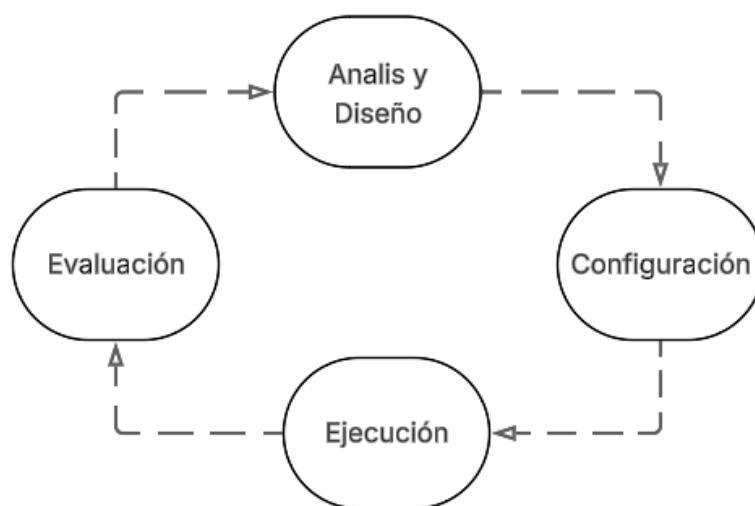 Analis y
Diseño
Evaluación
Configuración
Ejecución